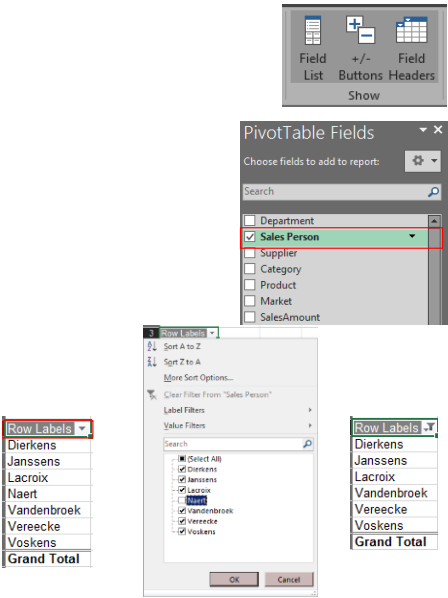 Field +/- Field
List Buttons Headers
Show
PivotTable Fields
Choose fields to add to report:
Search
Department
Sales Person
Supplier
Category
Product
Market
SalesAmount
3 Row Labels
Sort A to Z
Sort Z to A
More Sort Options...
Clear Filter From "Sales Person"
Label Filters
Value Filters
Search
(Select All)
Dierkens
Janssens
Lacroix
Naert
Vandenbroek
Vereecke
Voskens
OK Cancel
Row Labels
Dierkens
Janssens
Lacroix
Naert
Vandenbroek
Vereecke
Voskens
Grand Total
Row Labels
Dierkens
Janssens
Lacroix
Vandenbroek
Vereecke
Voskens
Grand Total